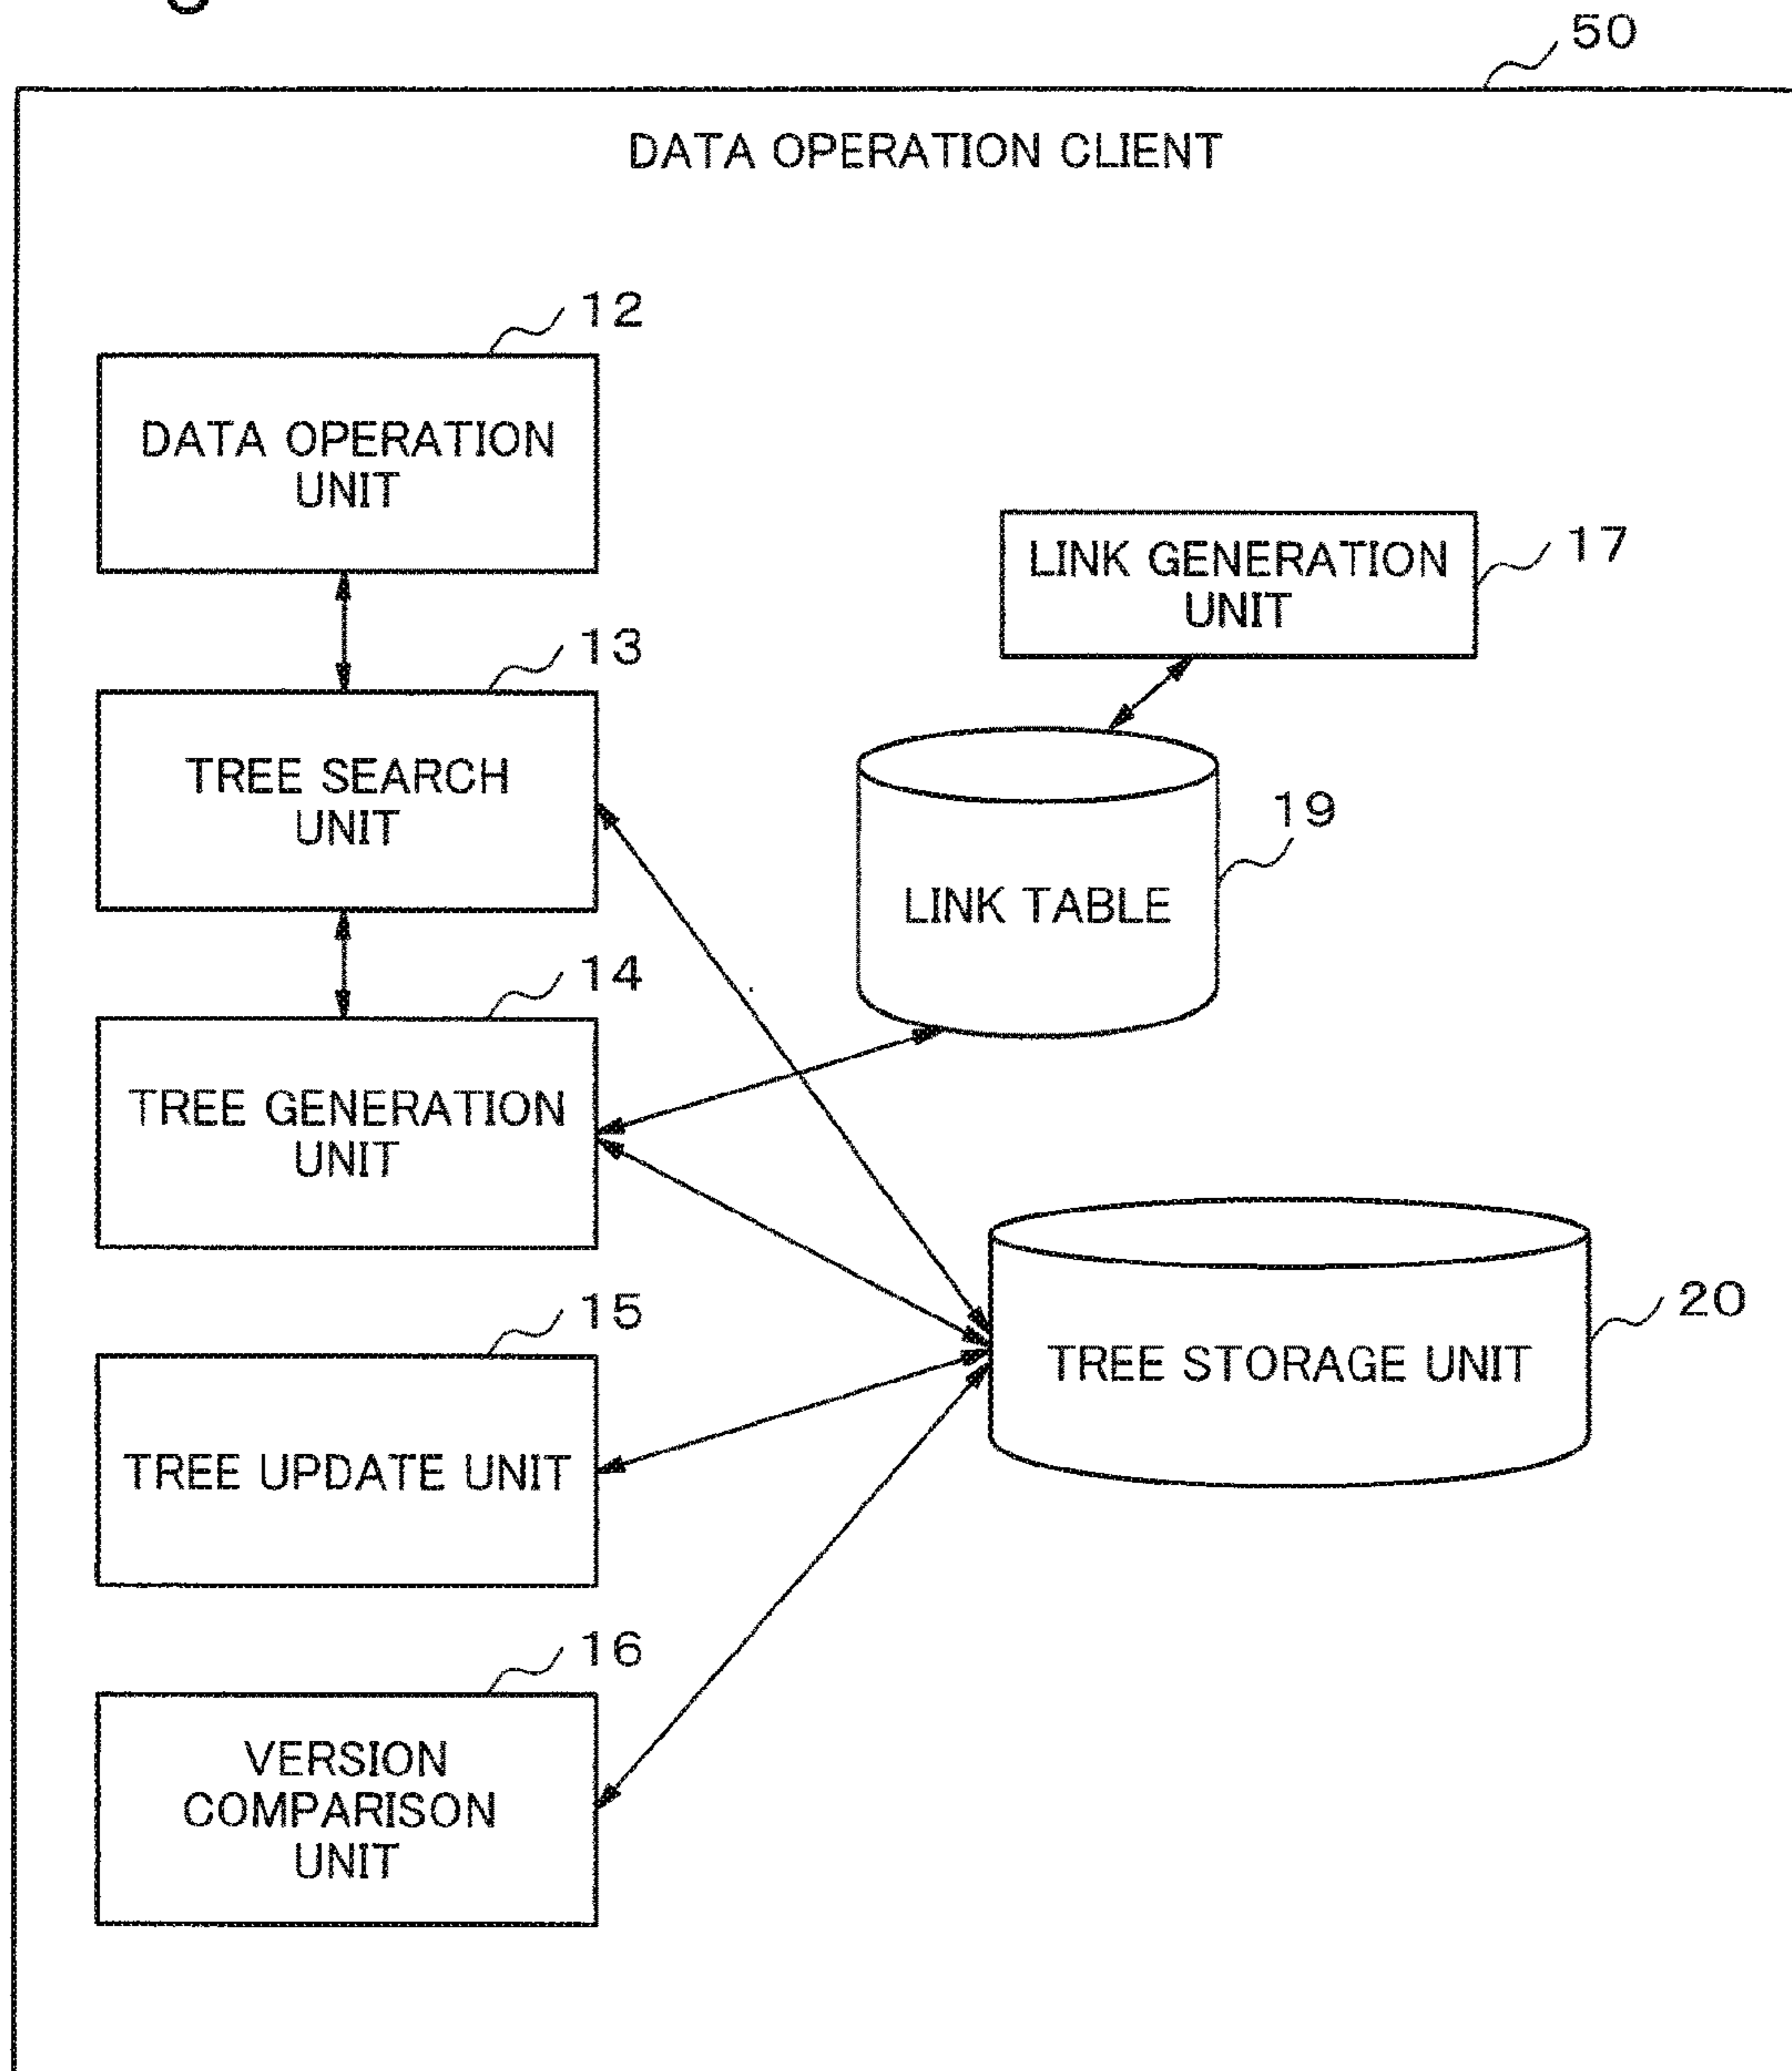 50
DATA OPERATION CLIENT
12
DATA OPERATION
UNIT
LINK GENERATION
UNIT
17
13
TREE SEARCH
UNIT
19
LINK TABLE
14
TREE GENERATION
UNIT
20
TREE STORAGE UNIT
15
TREE UPDATE UNIT
16
VERSION
COMPARISON
UNIT